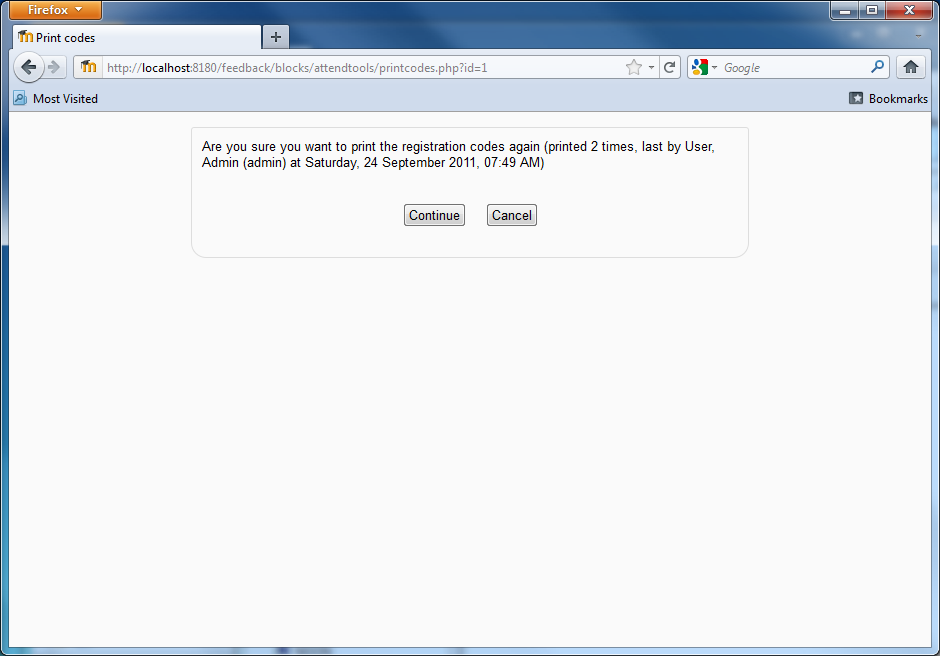 Firefox
Print codes
http://localhost:8180/feedback/blocks/attendtools/printcodes.php?id=1
Google
Most Visited
Bookmarks
Are you sure you want to print the registration codes again (printed 2 times, last by User,
Admin (admin) at Saturday, 24 September 2011, 07:49 AM)
Continue Cancel